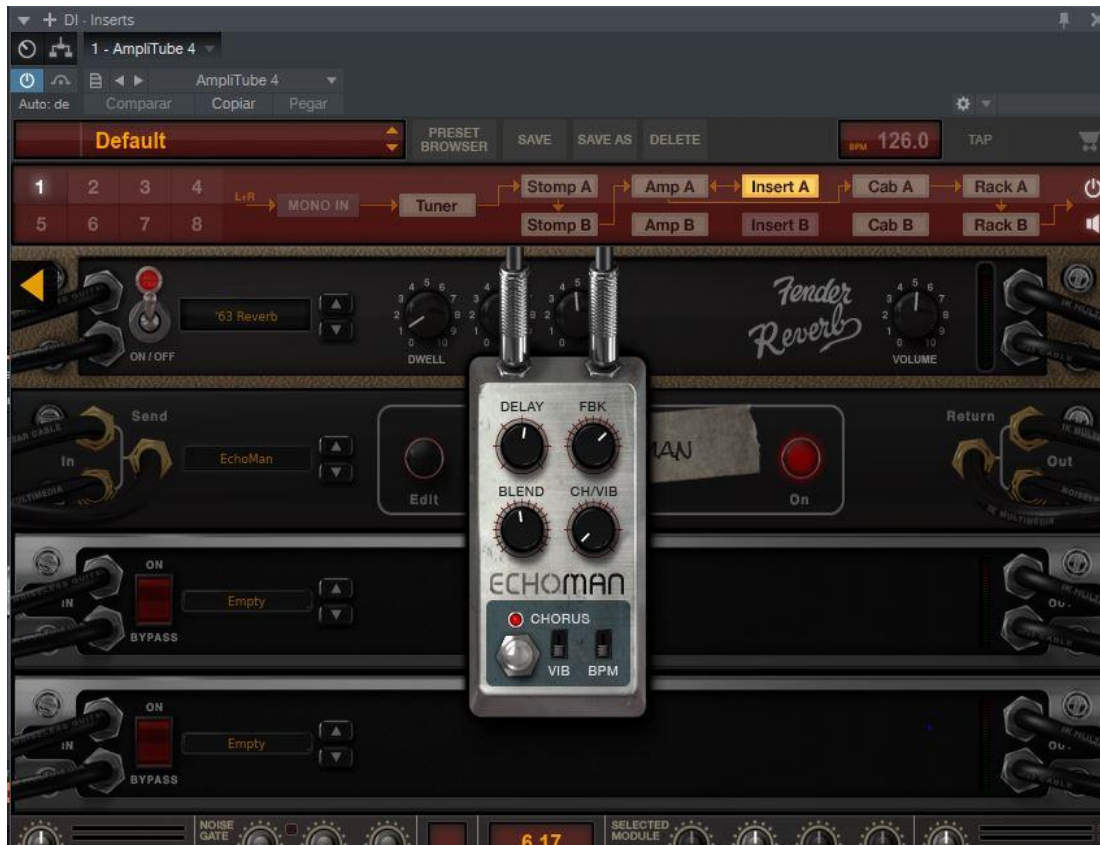 DI - Inserts
1 - AmpliTube 4
AmpliTube 4
Auto: de Comparar Copiar Pegar
Default PRESET BROWSER SAVE SAVE AS DELETE BPM 126.0 TAP
1 2 3 4 Stomp A Amp A Insert A Cab A Rack A
L+R MONO IN Tuner
5 6 7 8 Stomp B Amp B Insert B Cab B Rack B
'63 Reverb
ON / OFF
DWELL
Fender
Reverb
VOLUME
DELAY FBK
Send
Return
In EchoMan
Out
Edit
On
BLEND CH/VIB
ECHOMAN
CHORUS
VIB BPM
ON
IN Empty
BYPASS
ON
IN Empty
BYPASS
NOISE GATE 6.17 SELECTED MODULE